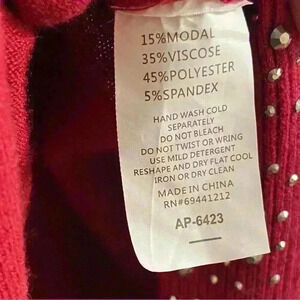 15%MODAL
35%VISCOSE
45%POLYESTER
5%SPANDEX
HAND WASH COLD
SEPARATELY
DO NOT BLEACH
DO NOT TWIST OR WRING
USE MILD DETERGENT
RESHAPE AND DRY FLAT COOL
IRON OR DRY CLEAN
MADE IN CHINA
RN#69441212
AP-6423